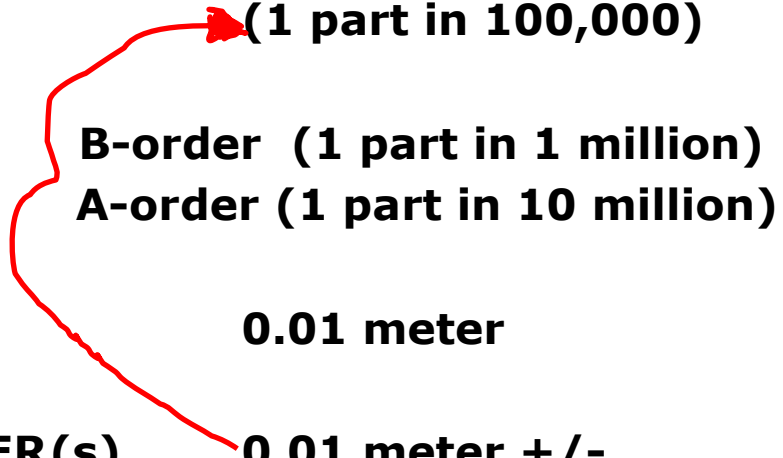 (1 part in 100,000)
B-order (1 part in 1 million)
A-order (1 part in 10 million)
0.01 meter
ER(s) 0.01 meter +/-